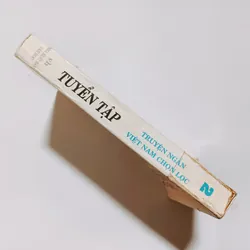 TUYỂN TẬP
TRUYỆN NGẮN
VIỆT NAM CHỌN LỌC
2